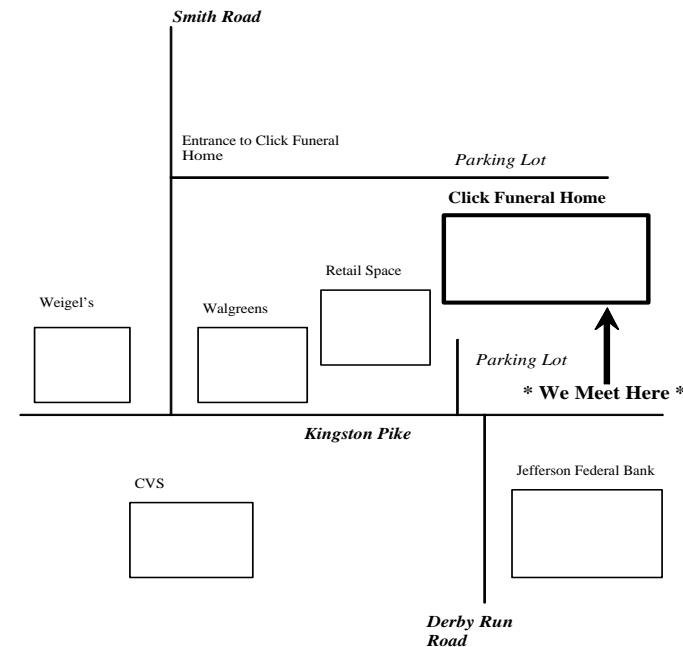 Smith Road
Entrance to Click Funeral
Home
Parking Lot
Click Funeral Home
Retail Space
Weigel's
Walgreens
Parking Lot
* We Meet Here *
Kingston Pike
Jefferson Federal Bank
CVS
Derby Run
Road